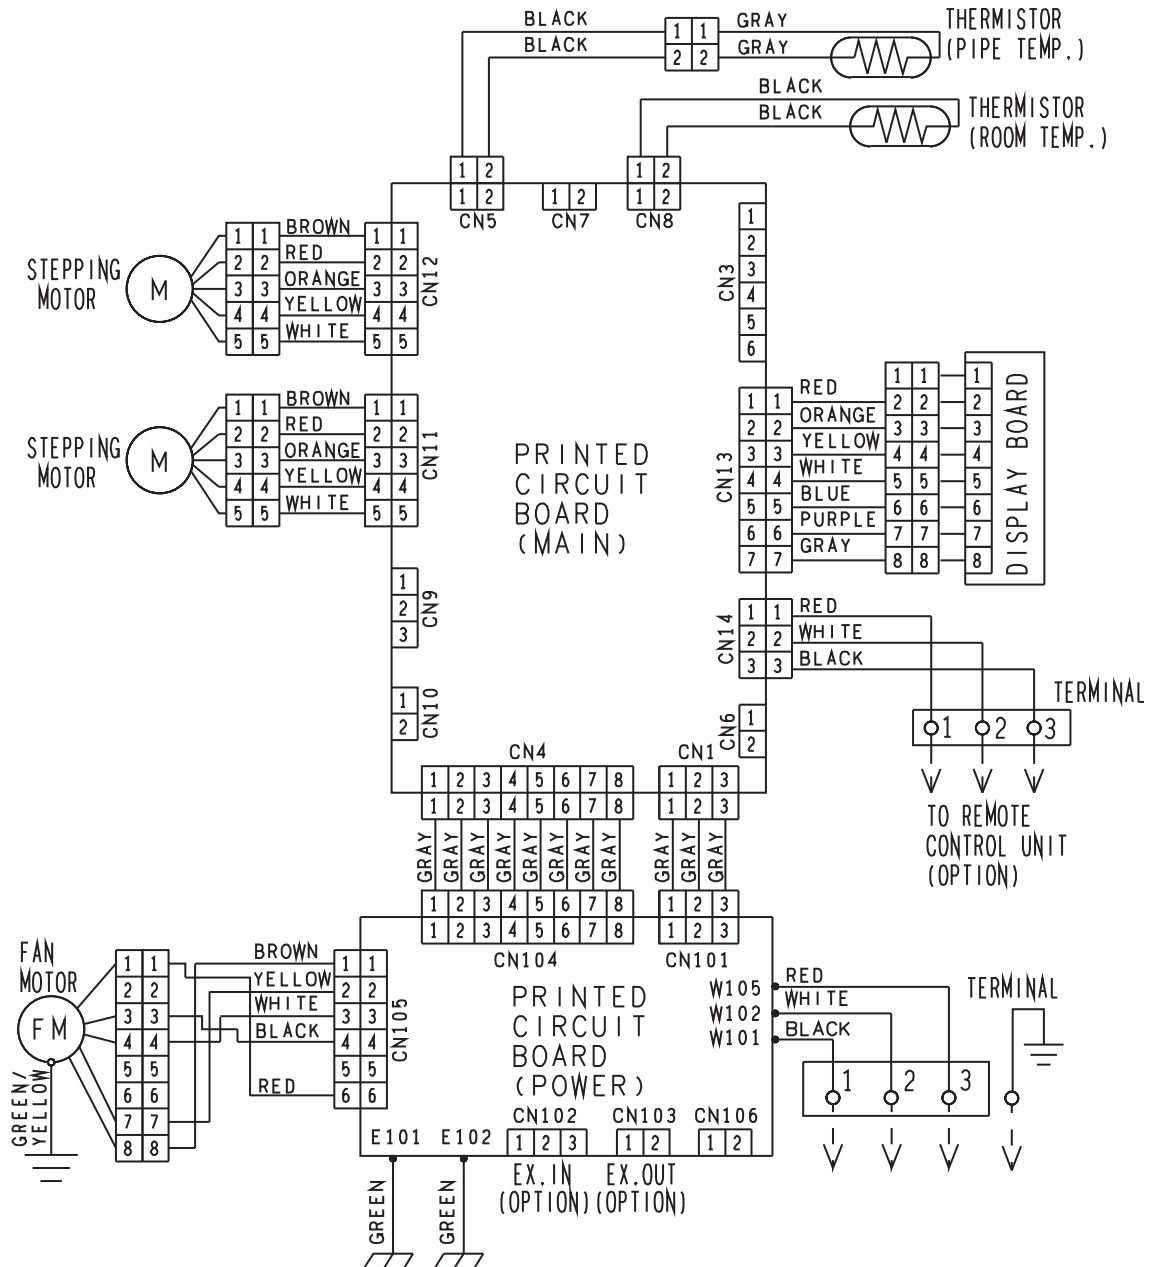 BLACK
1 1
GRAY
THERMISTOR
(PIPE TEMP.)
BLACK
2 2
GRAY
BLACK
THERMISTOR
(ROOM TEMP.)
BLACK
1 2
1 2
CN5
1 2
CN7
1 2
1 2
CN8
STEPPING
MOTOR
M
1 1
BROWN
1 1
2 2
RED
2 2
3 3
ORANGE
3 3
4 4
YELLOW
4 4
5 5
WHITE
5 5
CN12
STEPPING
MOTOR
M
1 1
BROWN
1 1
2 2
RED
2 2
3 3
ORANGE
3 3
4 4
YELLOW
4 4
5 5
WHITE
5 5
CN11
1
2
3
CN9
1
2
CN10
PRINTED
CIRCUIT
BOARD
(MAIN)
CN3
1
2
3
4
5
6
CN13
1 1
RED
2 2
ORANGE
3 3
YELLOW
4 4
WHITE
5 5
BLUE
6 6
PURPLE
7 7
GRAY
1 1
2 2
3 3
4 4
5 5
6 6
7 7
8 8
1
2
3
4
5
6
7
8
DISPLAY BOARD
CN14
1 1
RED
2 2
WHITE
3 3
BLACK
TERMINAL
1 2 3
TO REMOTE
CONTROL UNIT
(OPTION)
CN6
1
2
CN4
1 2 3 4 5 6 7 8
1 2 3 4 5 6 7 8
GRAY GRAY GRAY GRAY GRAY GRAY GRAY GRAY
1 2 3 4 5 6 7 8
1 2 3 4 5 6 7 8
CN104
CN1
1 2 3
1 2 3
GRAY GRAY GRAY
1 2 3
1 2 3
CN101
FAN
MOTOR
FM
GREEN/
YELLOW
1 1
2 2
3 3
4 4
5 5
6 6
7 7
8 8
BROWN
YELLOW
WHITE
BLACK
RED
1 1
2 2
3 3
4 4
5 5
6 6
CN105
PRINTED
CIRCUIT
BOARD
(POWER)
W105
RED
W102
WHITE
W101
BLACK
TERMINAL
1 2 3
E101
E102
GREEN
GREEN
CN102
1 2 3
EX.IN
(OPTION)
CN103
1 2
EX.OUT
(OPTION)
CN106
1 2